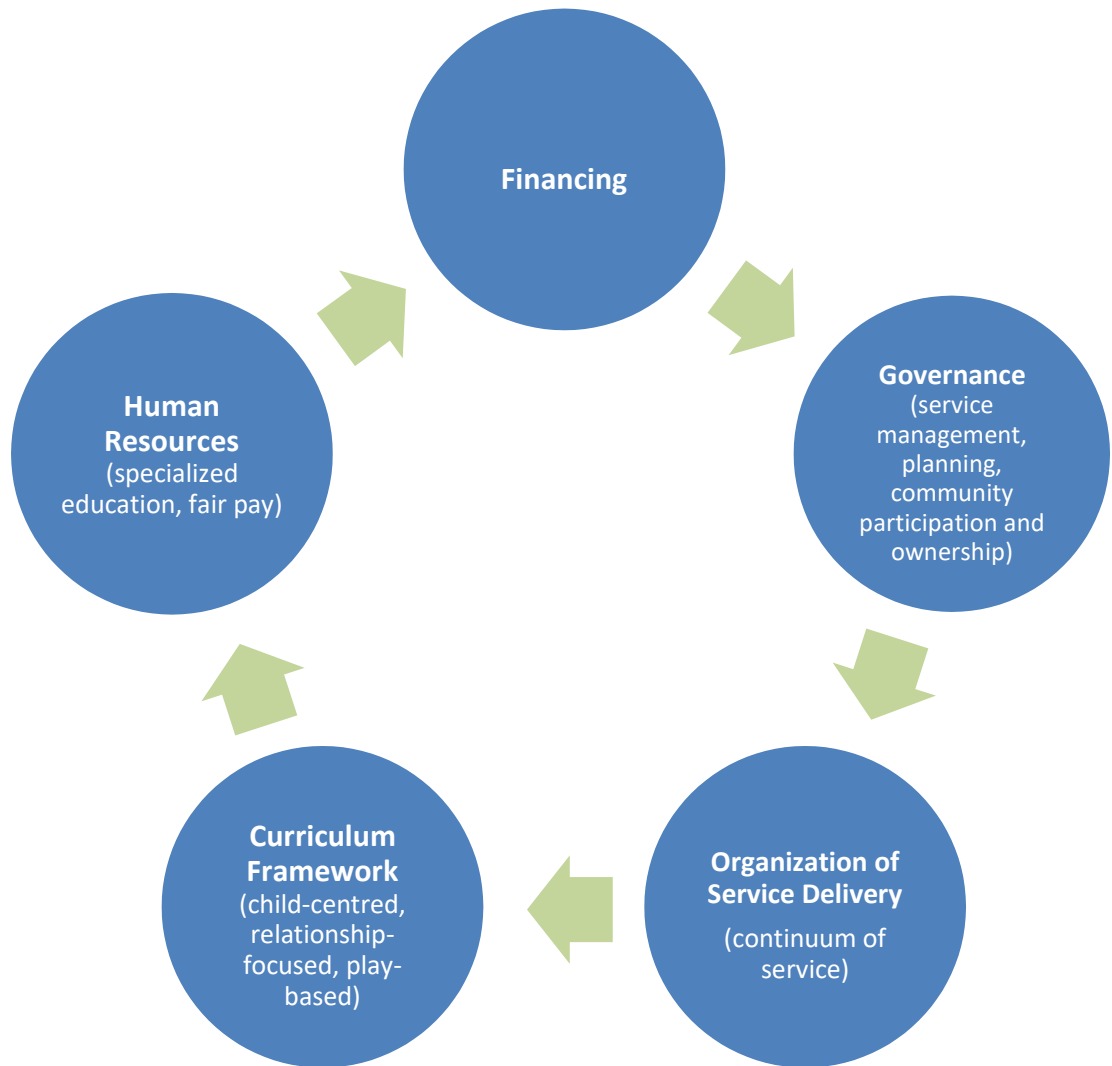 Financing
Governance
(service
management,
planning,
community
participation and
ownership)
Organization of
Service Delivery
(continuum of
service)
Curriculum
Framework
(child-centred,
relationship-
focused, play-
based)
Human
Resources
(specialized
education, fair pay)